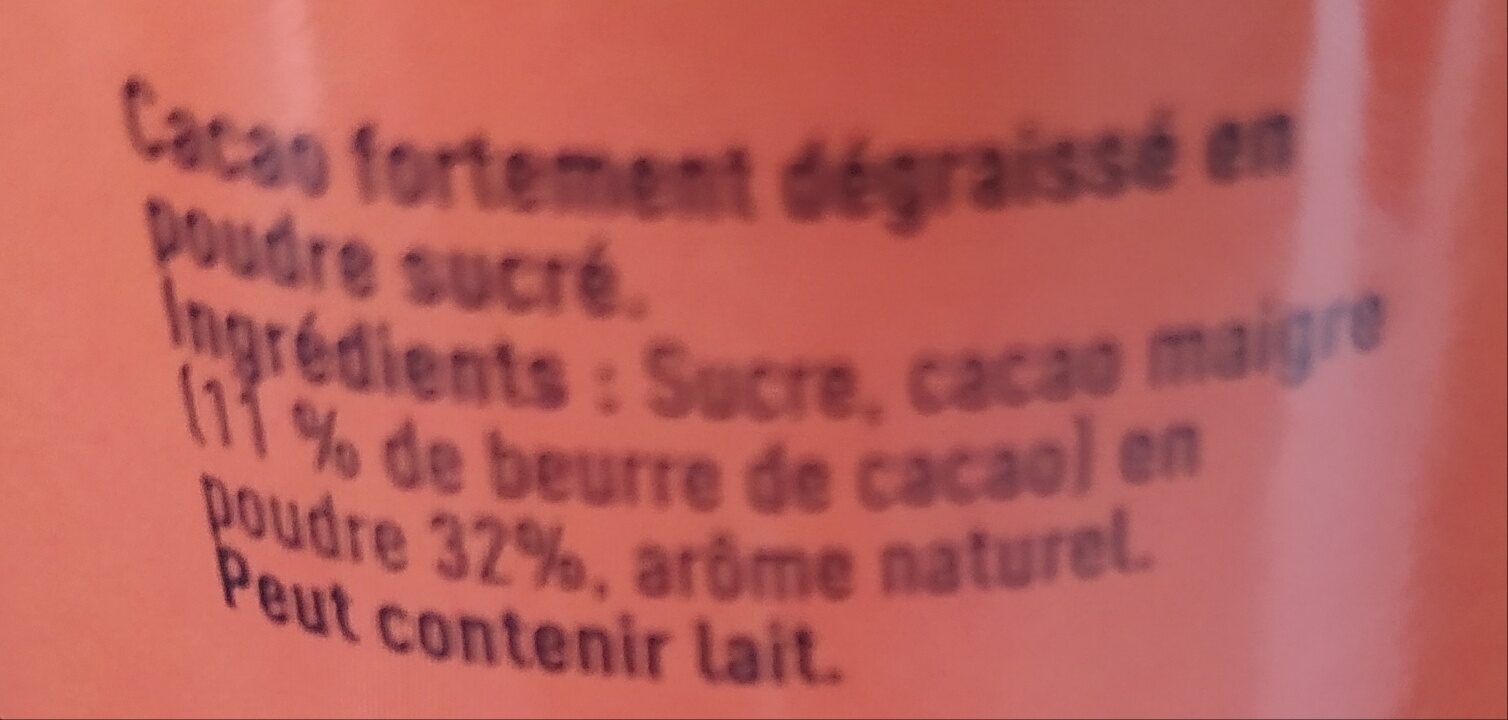 Cacao fortement dégraissé en
poudre sucré.
Ingrédients : Sucre, cacao maigre
(11 % de beurre de cacao) en
poudre 32%, arôme naturel.
Peut contenir lait.